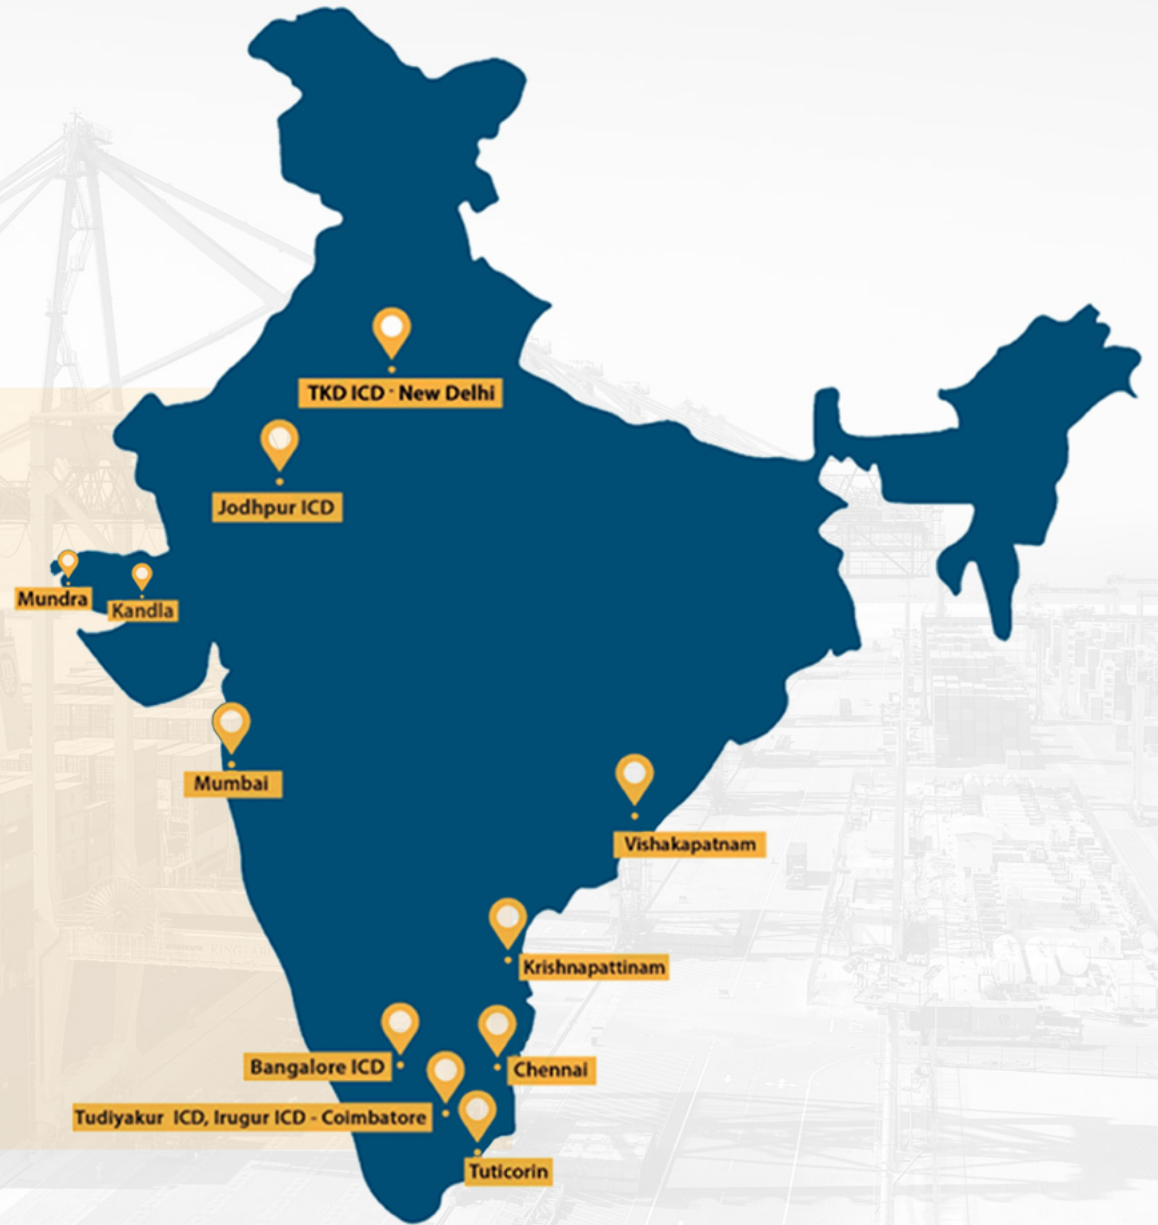 TKD ICD - New Delhi
Jodhpur ICD
Mundra
Kandla
Mumbai
Vishakapatnam
Krishnapattinam
Bangalore ICD
Chennai
Tudiyakur ICD, Irugur ICD - Coimbatore
Tuticorin